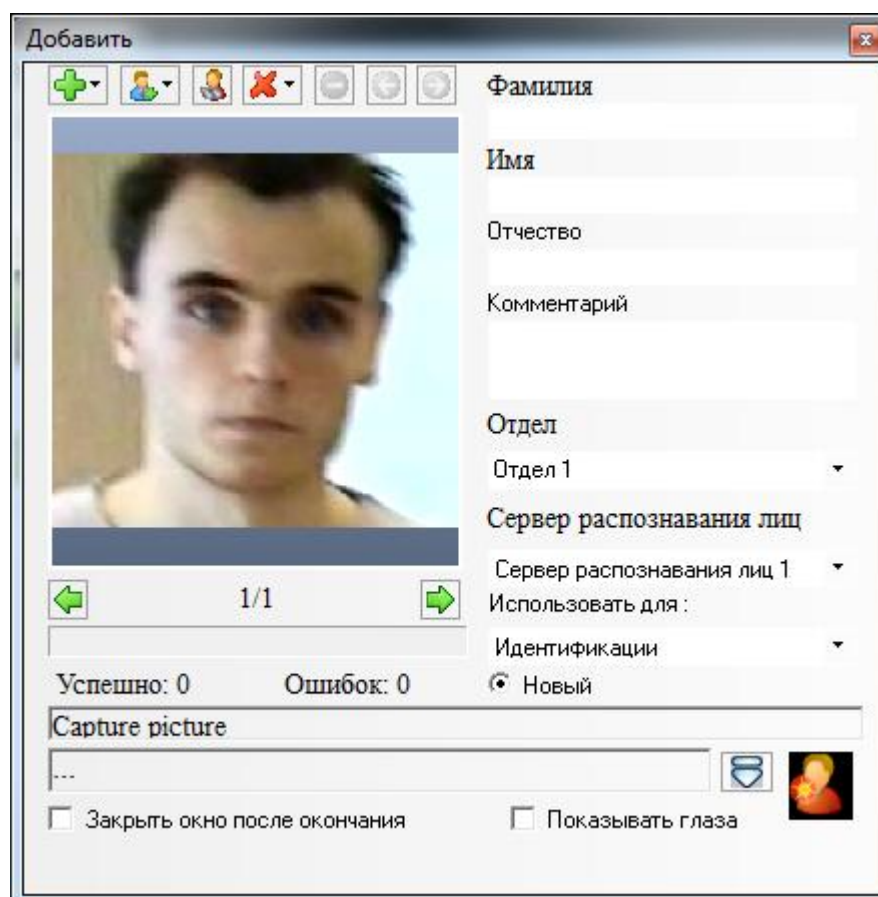 Добавить
Фамилия
Имя
Отчество
Комментарий
Отдел
Отдел 1
Сервер распознавания лиц
Сервер распознавания лиц 1
1/1
Использовать для :
Идентификации
Успешно: 0 Ошибок: 0
Новый
Capture picture
...
Закрыть окно после окончания
Показывать глаза